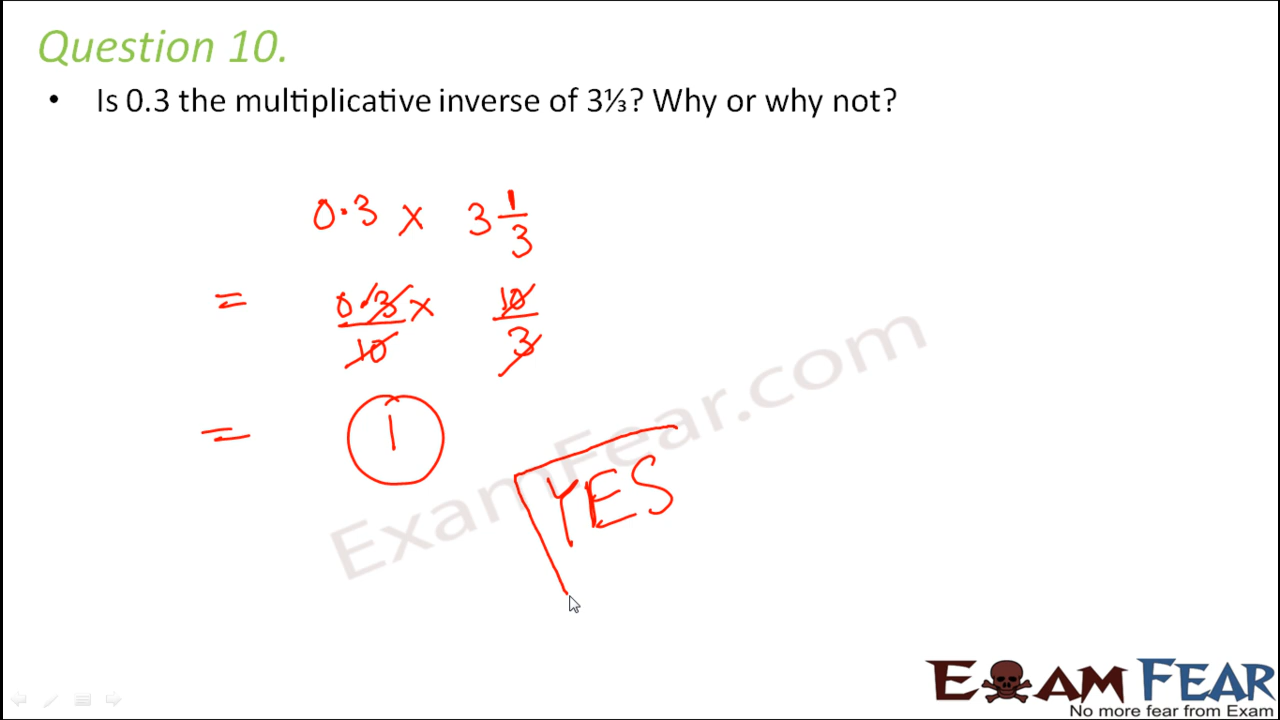 Question 10.
• Is 0.3 the multiplicative inverse of 3⅓? Why or why not?
0.3 x 3 1/3
= 0.3/10 x 10/3
= 1
YES
ExamFear.com
EXAM FEAR
No more fear from Exam